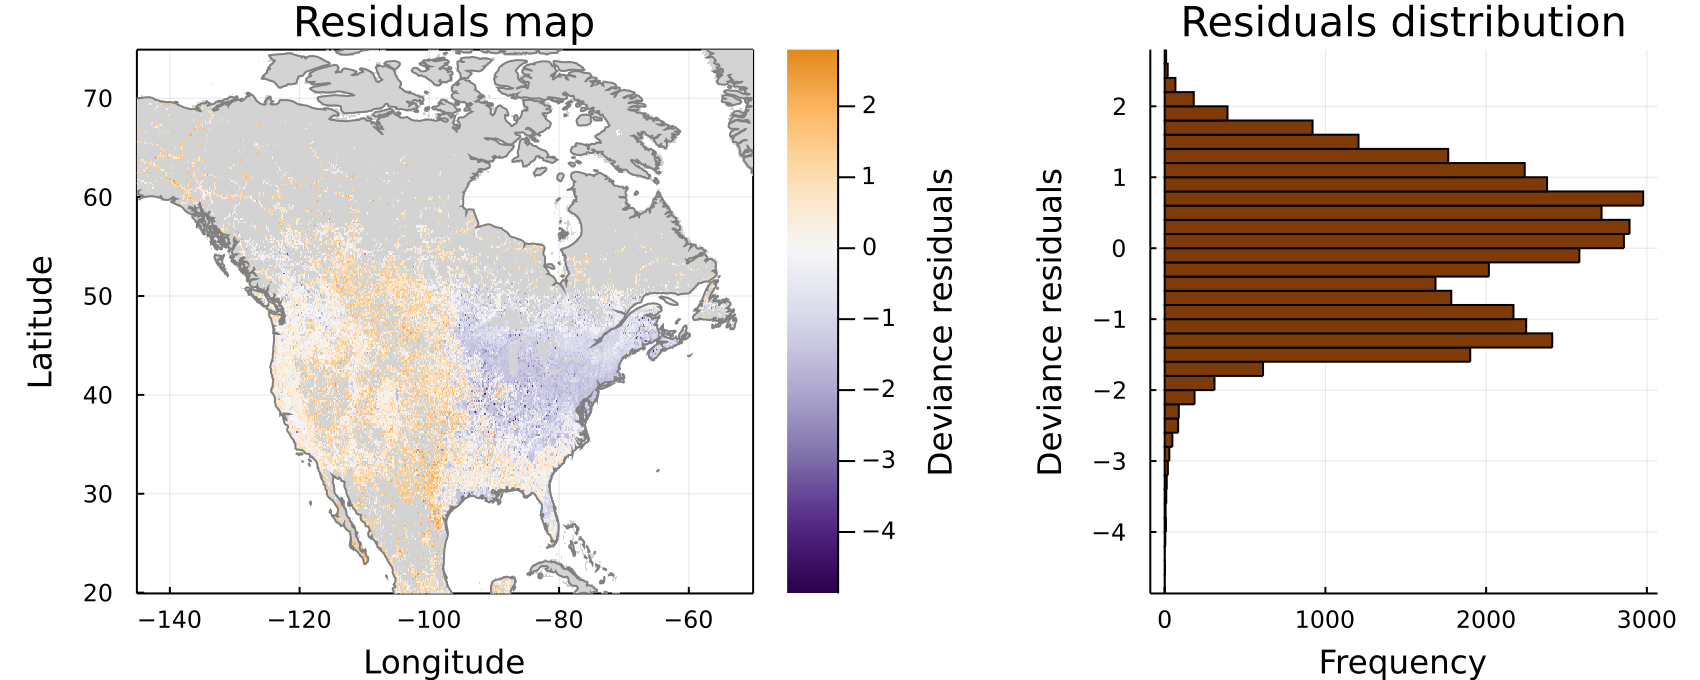 Residuals map
70
60
50
40
30
20
−140 −120 −100 −80 −60
Longitude
Latitude
2
1
0
−1
−2
−3
−4
Deviance residuals
Residuals distribution
2
1
0
−1
−2
−3
−4
Deviance residuals
0 1000 2000 3000
Frequency